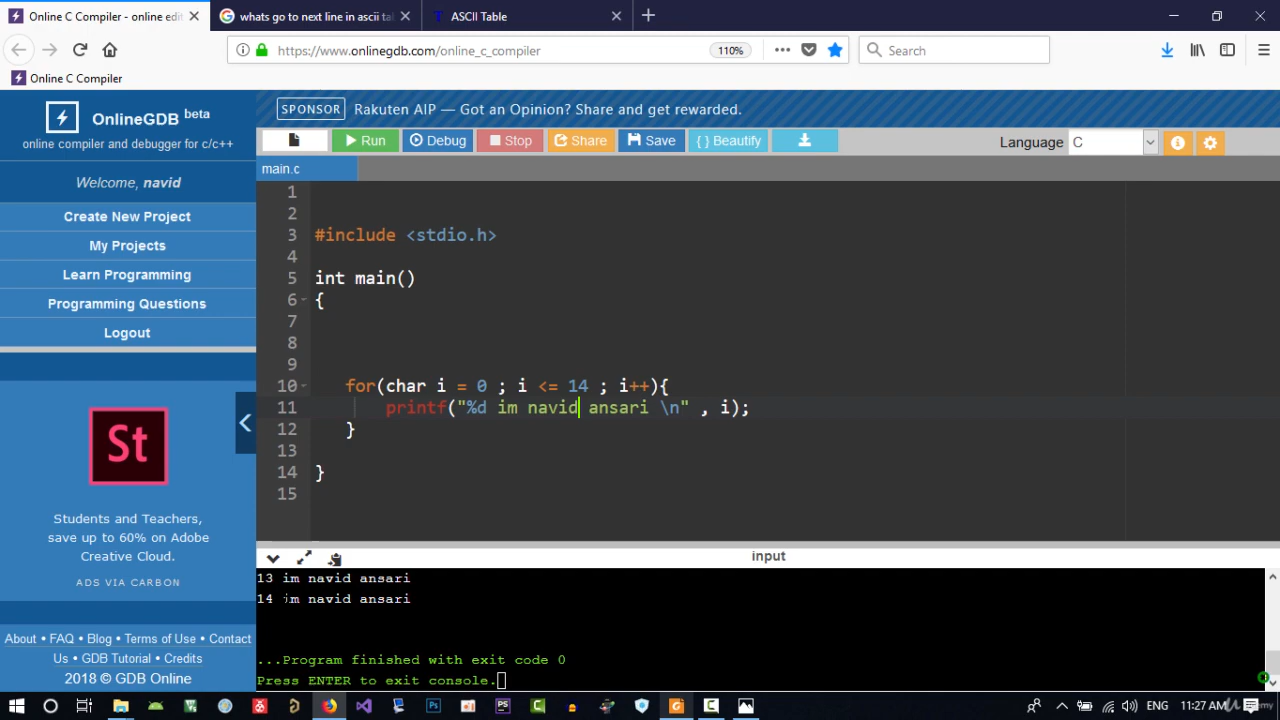 Online C Compiler - online edit
whats go to next line in ascii tal
ASCII Table
https://www.onlinegdb.com/online_c_compiler
110%
Search
Online C Compiler
OnlineGDB beta
online compiler and debugger for c/c++
Welcome, navid
Create New Project
My Projects
Learn Programming
Programming Questions
Logout
St
Students and Teachers,
save up to 60% on Adobe
Creative Cloud.
ADS VIA CARBON
About • FAQ • Blog • Terms of Use • Contact
Us • GDB Tutorial • Credits
2018 © GDB Online
SPONSOR Rakuten AIP — Got an Opinion? Share and get rewarded.
Run Debug Stop Share Save { } Beautify Language C
main.c
1
2
3 #include <stdio.h>
4
5 int main()
6 {
7
8
9
10 for(char i = 0 ; i <= 14 ; i++){
11 printf("%d im navid ansari \n" , i);
12 }
13
14 }
15
input
13 im navid ansari
14 im navid ansari
...Program finished with exit code 0
Press ENTER to exit console.
Ps PS
ENG 11:27 AM